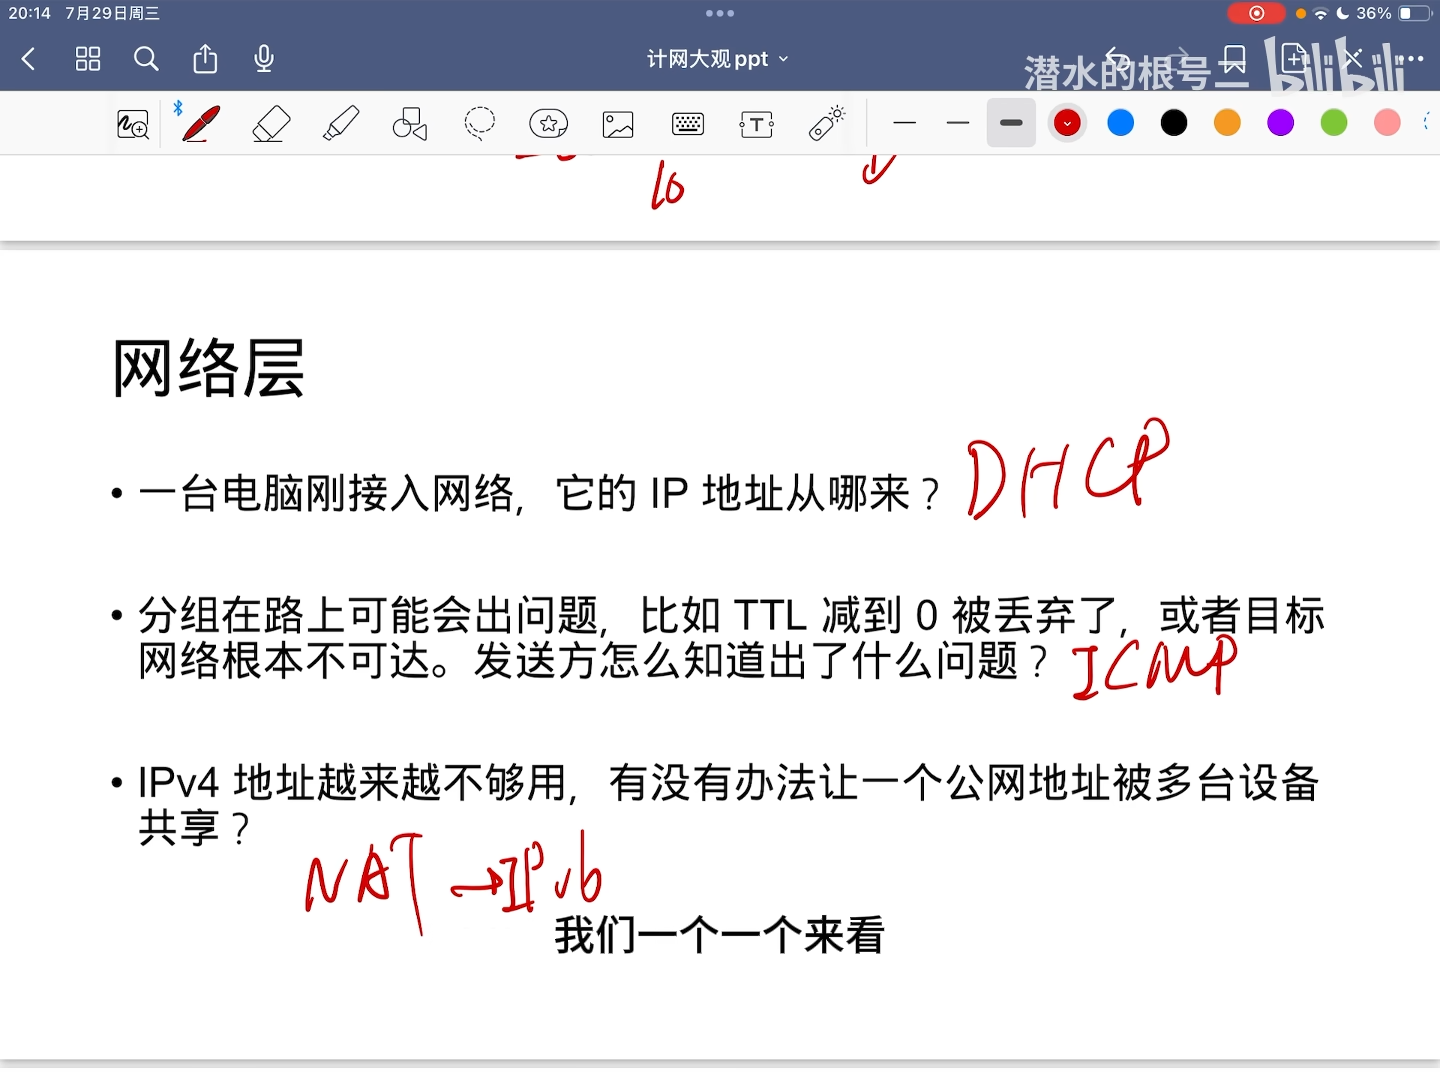 20:14 7月29日周三
36%
计网大观ppt
潜水的根号二 bilibili
10
网络层
• 一台电脑刚接入网络，它的 IP 地址从哪来？ DHCP
• 分组在路上可能会出问题，比如 TTL 减到 0 被丢弃了，或者目标
网络根本不可达。发送方怎么知道出了什么问题？ ICMP
• IPv4 地址越来越不够用，有没有办法让一个公网地址被多台设备
共享？
NAT →IPv6
我们一个一个来看